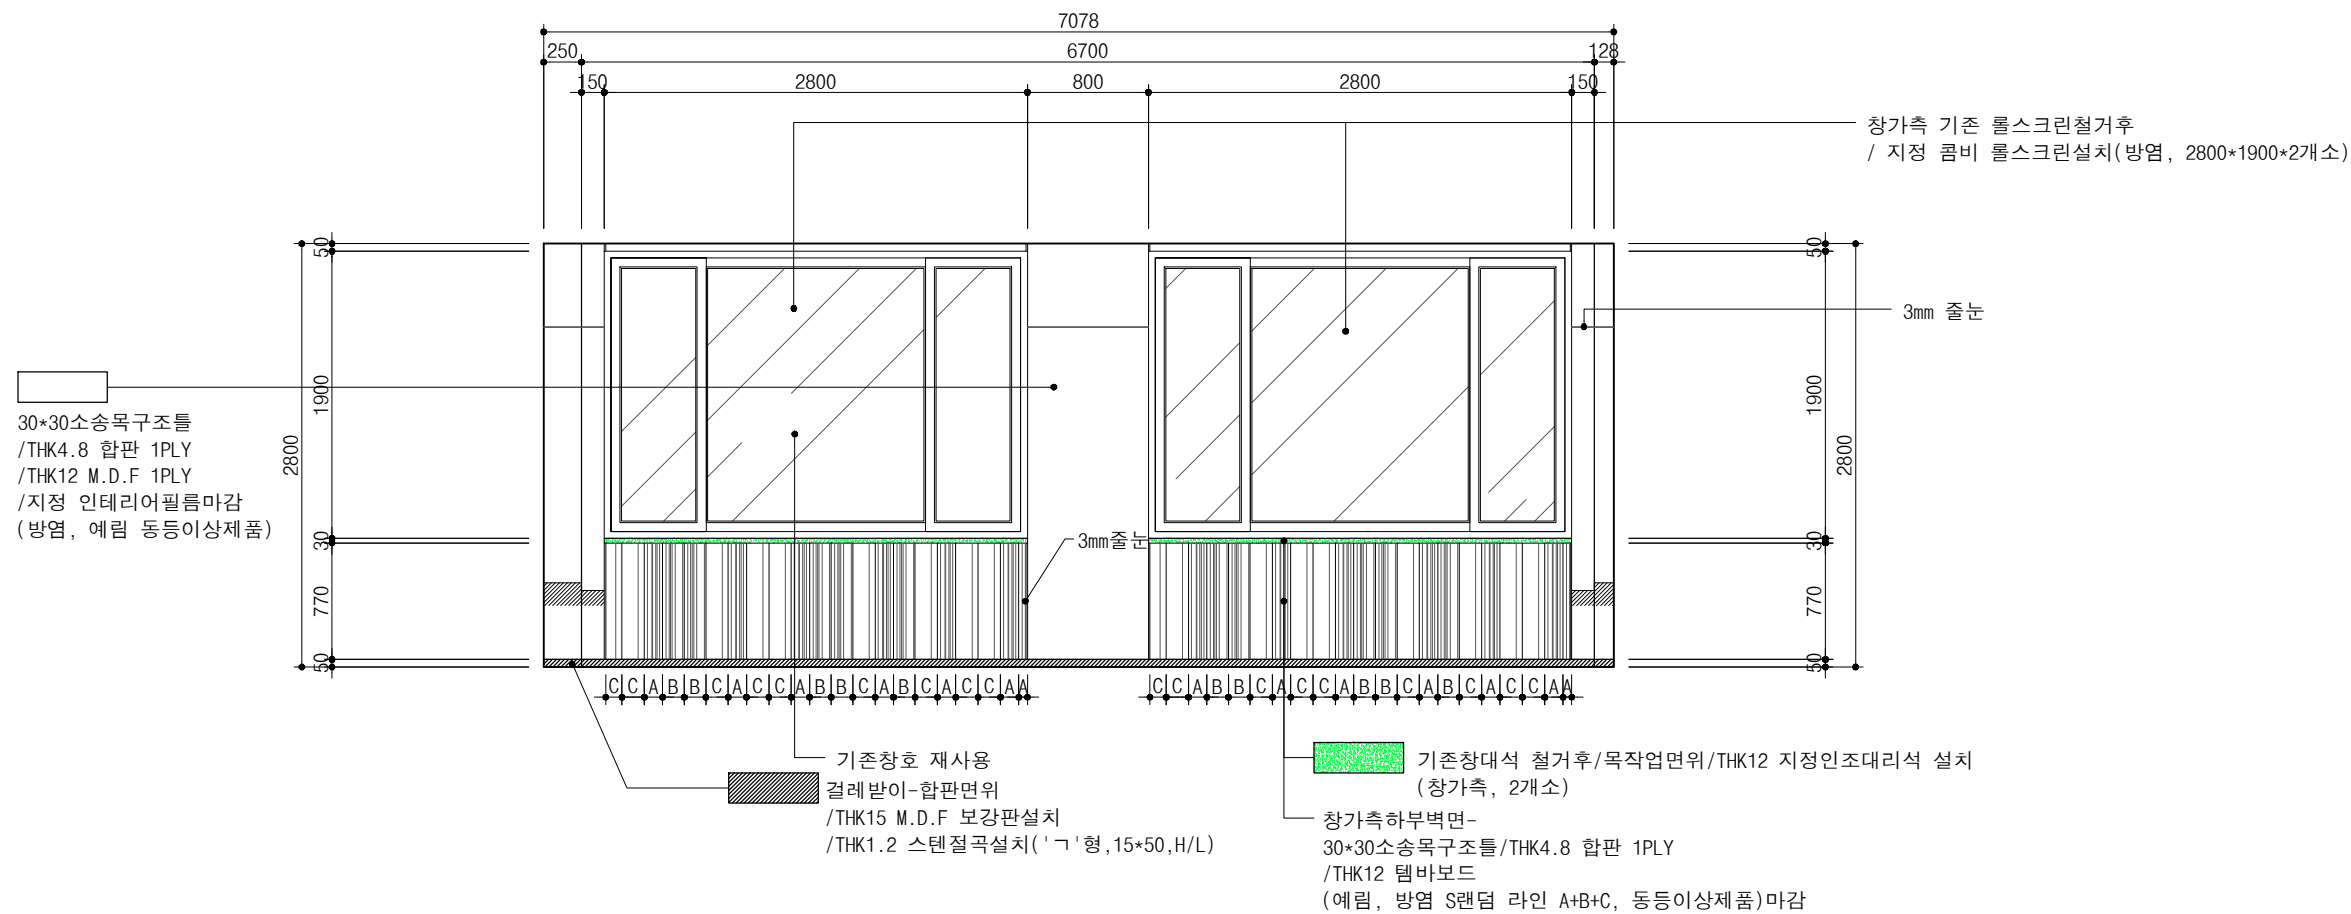 7078
250 6700 128
150 2800 800 2800 150
창가측 기존 롤스크린철거후
/ 지정 콤비 롤스크린설치(방염, 2800*1900*2개소)
50
1900
2800
30
770
50
50
1900
2800
30
770
50
3mm 줄눈
30*30소송목구조틀
/THK4.8 합판 1PLY
/THK12 M.D.F 1PLY
/지정 인테리어필름마감
(방염, 예림 동등이상제품)
3mm줄눈
C C A B B C A C C A B B C A B C A C C A A
C C A B B C A C C A B B C A B C A C C A A
기존창호 재사용
걸레받이-합판면위
/THK15 M.D.F 보강판설치
/THK1.2 스텐절곡설치('ㄱ'형,15*50,H/L)
기존창대석 철거후/목작업면위/THK12 지정인조대리석 설치
(창가측, 2개소)
창가측하부벽면-
30*30소송목구조틀/THK4.8 합판 1PLY
/THK12 템바보드
(예림, 방염 S랜덤 라인 A+B+C, 동등이상제품)마감